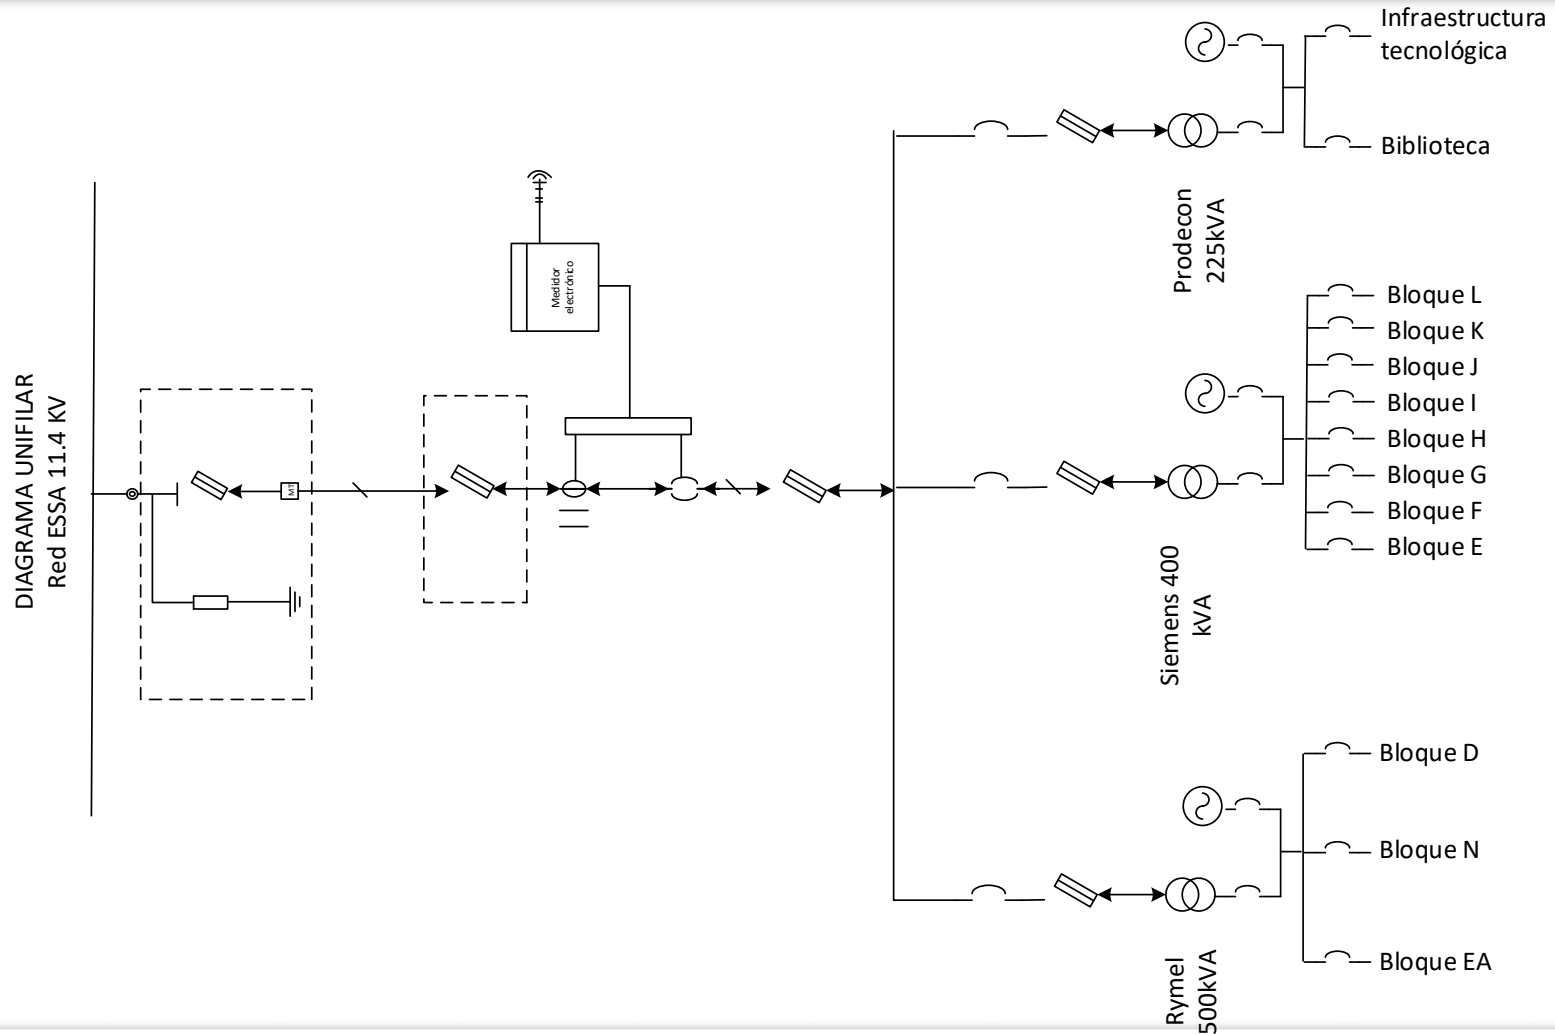 DIAGRAMA UNIFILAR
Red ESSA 11.4 KV
MT
Medidor
electrónico
Infraestructura
tecnológica
Biblioteca
Prodecon
225kVA
Bloque L
Bloque K
Bloque J
Bloque I
Bloque H
Bloque G
Bloque F
Bloque E
Siemens 400
kVA
Bloque D
Bloque N
Bloque EA
Rymel
500kVA